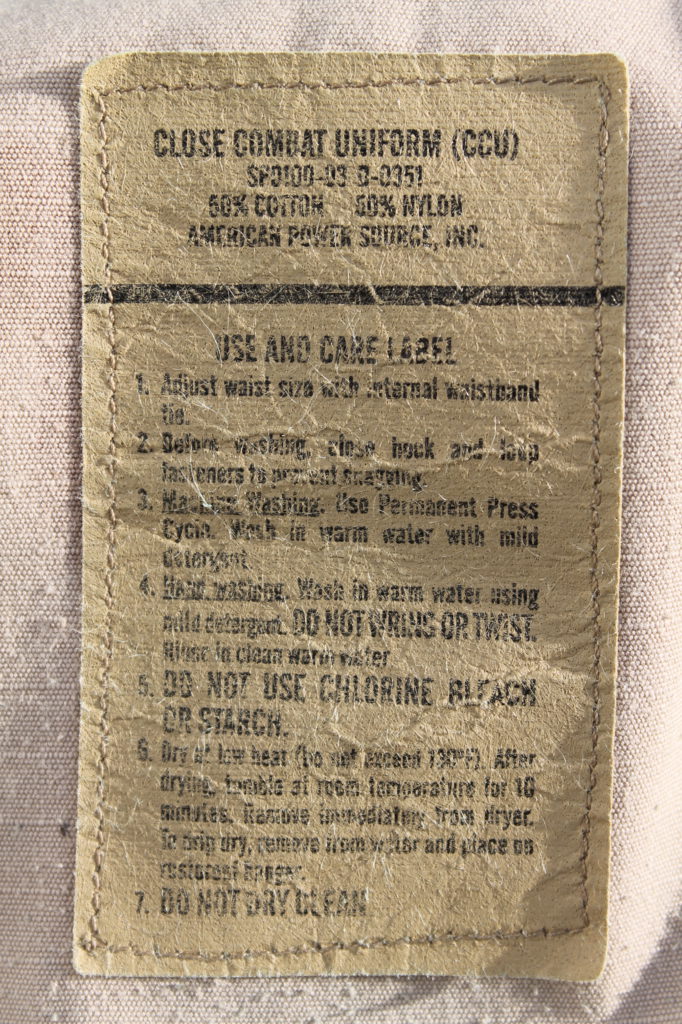 CLOSE COMBAT UNIFORM (CCU)
SP0100-03 D-0351
50% COTTON 50% NYLON
AMERICAN POWER SOURCE, INC.
USE AND CARE LABEL
1. Adjust waist size with internal waistband
tie.
2. Before washing, close hook and loop
fasteners to prevent snagging.
3. Machine Washing. Use Permanent Press
Cycle. Wash in warm water with mild
detergent.
4. Hand washing. Wash in warm water using
mild detergent. DO NOT WRING OR TWIST.
Rinse in clean warm water
5. DO NOT USE CHLORINE BLEACH
OR STARCH.
6. Dry at low heat (Do not exceed 130°F). After
drying, tumble at room temperature for 10
minutes. Remove immediately from dryer.
To drip dry, remove from water and place on
rustproof hanger.
7. DO NOT DRY CLEAN